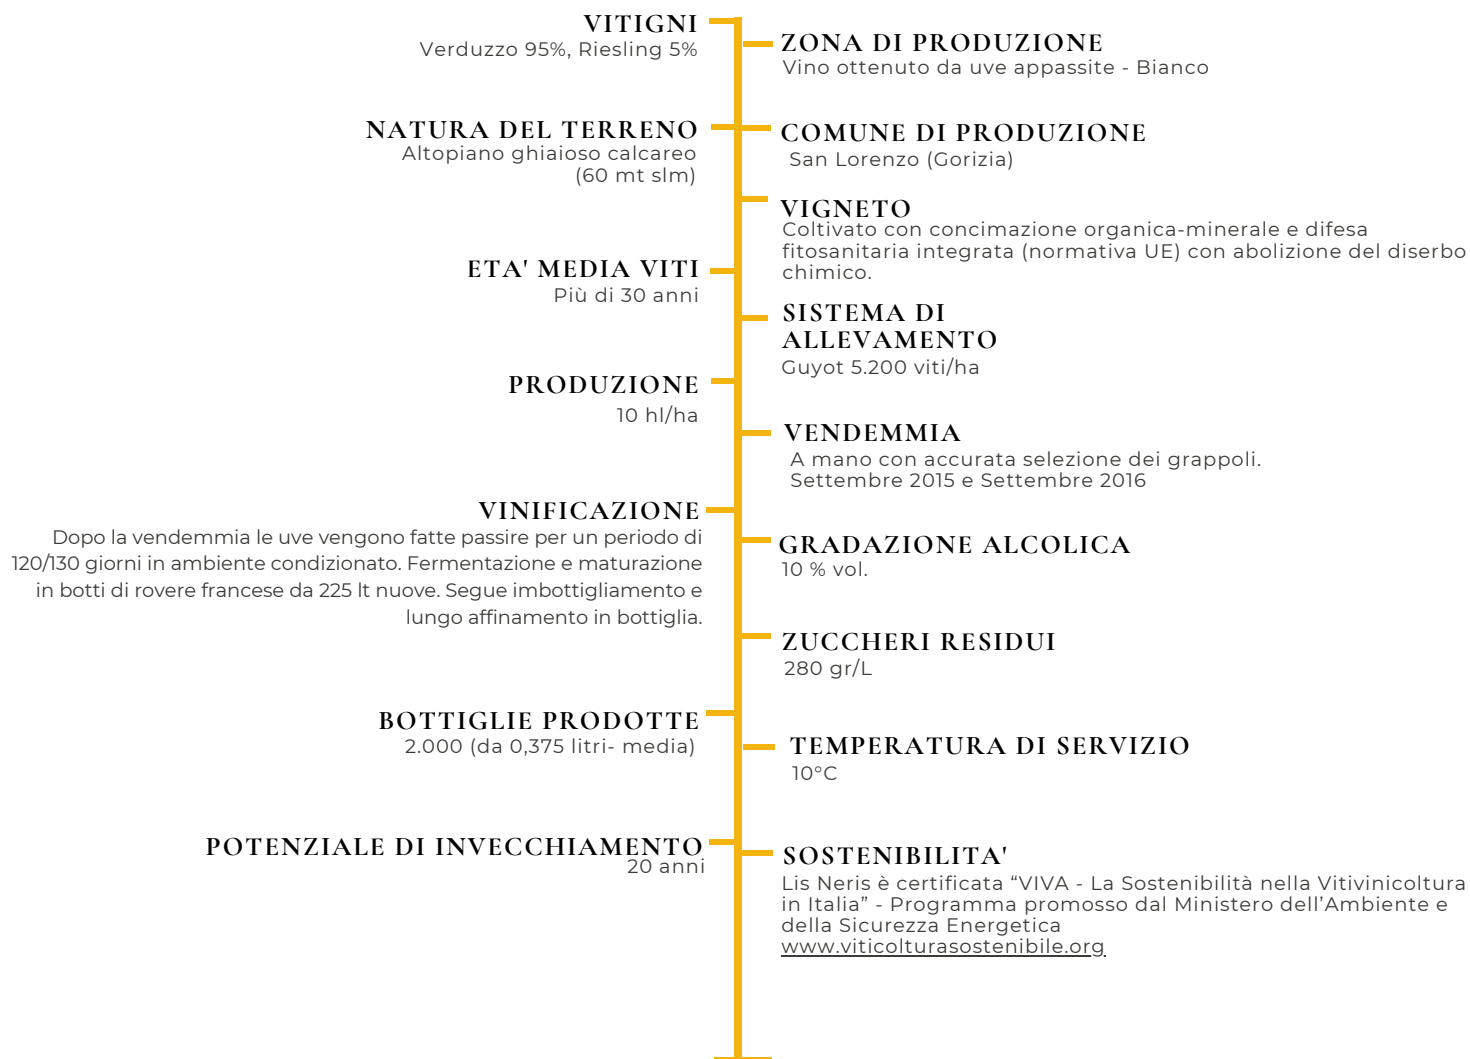 VITIGNI
Verduzzo 95%, Riesling 5%
NATURA DEL TERRENO
Altopiano ghiaioso calcareo
(60 mt slm)
ETA' MEDIA VITI
Più di 30 anni
PRODUZIONE
10 hl/ha
VINIFICAZIONE
Dopo la vendemmia le uve vengono fatte passire per un periodo di
120/130 giorni in ambiente condizionato. Fermentazione e maturazione
in botti di rovere francese da 225 lt nuove. Segue imbottigliamento e
lungo affinamento in bottiglia.
BOTTIGLIE PRODOTTE
2.000 (da 0,375 litri- media)
POTENZIALE DI INVECCHIAMENTO
20 anni
ZONA DI PRODUZIONE
Vino ottenuto da uve appassite - Bianco
COMUNE DI PRODUZIONE
San Lorenzo (Gorizia)
VIGNETO
Coltivato con concimazione organica-minerale e difesa
fitosanitaria integrata (normativa UE) con abolizione del diserbo
chimico.
SISTEMA DI
ALLEVAMENTO
Guyot 5.200 viti/ha
VENDEMMIA
A mano con accurata selezione dei grappoli.
Settembre 2015 e Settembre 2016
GRADAZIONE ALCOLICA
10 % vol.
ZUCCHERI RESIDUI
280 gr/L
TEMPERATURA DI SERVIZIO
10°C
SOSTENIBILITA'
Lis Neris è certificata “VIVA - La Sostenibilità nella Vitivinicoltura
in Italia” - Programma promosso dal Ministero dell’Ambiente e
della Sicurezza Energetica
www.viticolturasostenibile.org